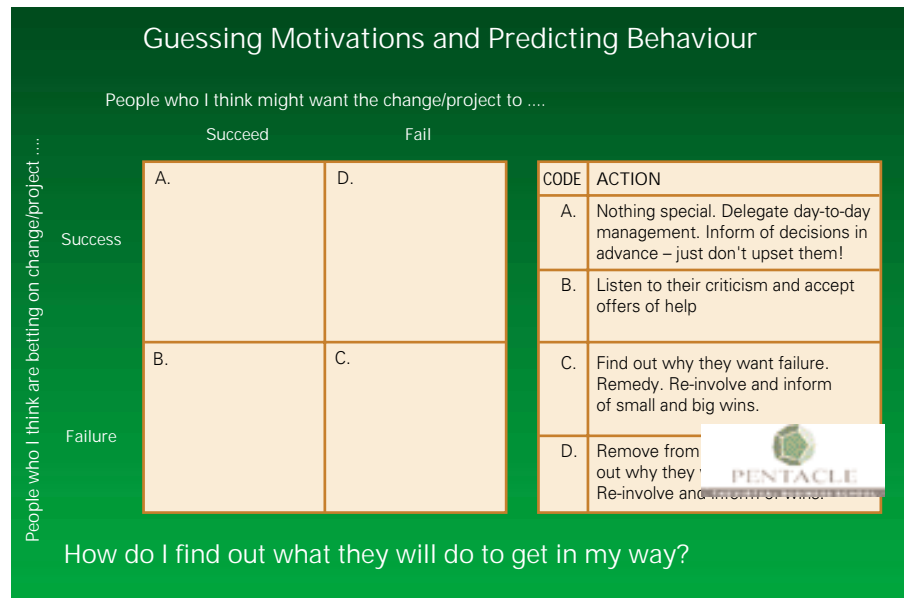 Guessing Motivations and Predicting Behaviour
People who I think might want the change/project to ....
Succeed
Fail
People who I think are betting on change/project ....
Success
Failure
A.
D.
B.
C.
CODE ACTION
A. Nothing special. Delegate day-to-day
management. Inform of decisions in
advance – just don't upset them!
B. Listen to their criticism and accept
offers of help
C. Find out why they want failure.
Remedy. Re-involve and inform
of small and big wins.
D. Remove from
out why they
Re-involve and
PENTACLE
How do I find out what they will do to get in my way?